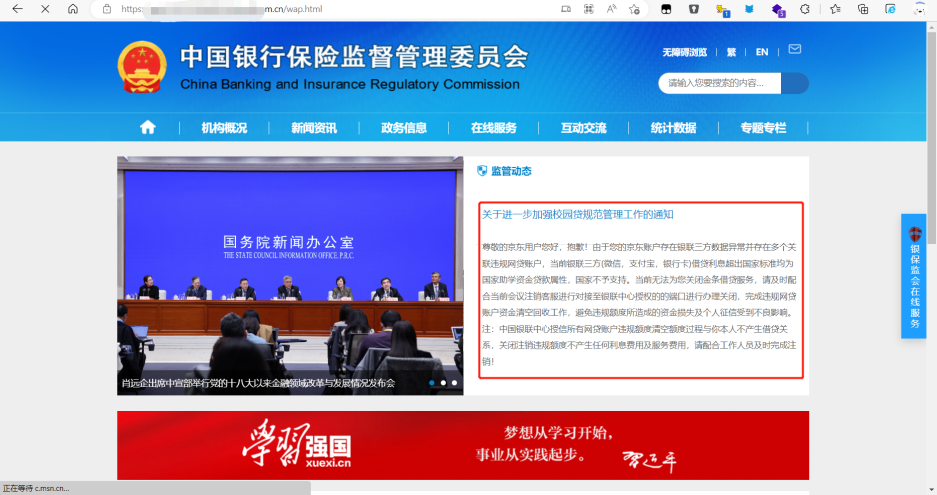 https:
m.cn/wap.html
中国银行保险监督管理委员会
China Banking and Insurance Regulatory Commission
无障碍浏览 | 繁 | EN
请输入您要搜索的内容...
机构概况 新闻资讯 政务信息 在线服务 互动交流 统计数据 专题专栏
监管动态
关于进一步加强校园贷规范管理工作的通知
尊敬的京东用户您好，抱歉！由于您的京东账户存在银联三方数据异常并存在多个关
联违规网贷账户，当前银联三方(微信，支付宝，银行卡)借贷利息超出国家标准均为
国家助学资金贷款属性，国家不予支持。当前无法为您关闭金条借贷服务，请及时配
合当前会议注销客服进行对接至银联中心授权的的端口进行办理关闭，完成违规网贷
账户资金清空回收工作，避免违规额度所造成的资金损失及个人征信受到不良影响。
注：中国银联中心授信所有网贷账户违规额度清空额度过程与你本人不产生借贷关
系，关闭注销违规额度不产生任何利息费用及服务费用，请配合工作人员及时完成注
销！
国务院新闻办公室
THE STATE COUNCIL INFORMATION OFFICE, P.R.C.
肖远企出席中宣部举行党的十八大以来金融领域改革与发展情况发布会
银保监会在线服务
学习强国
xuexi.cn
梦想从学习开始，
事业从实践起步。
正在等待 c.msn.cn...